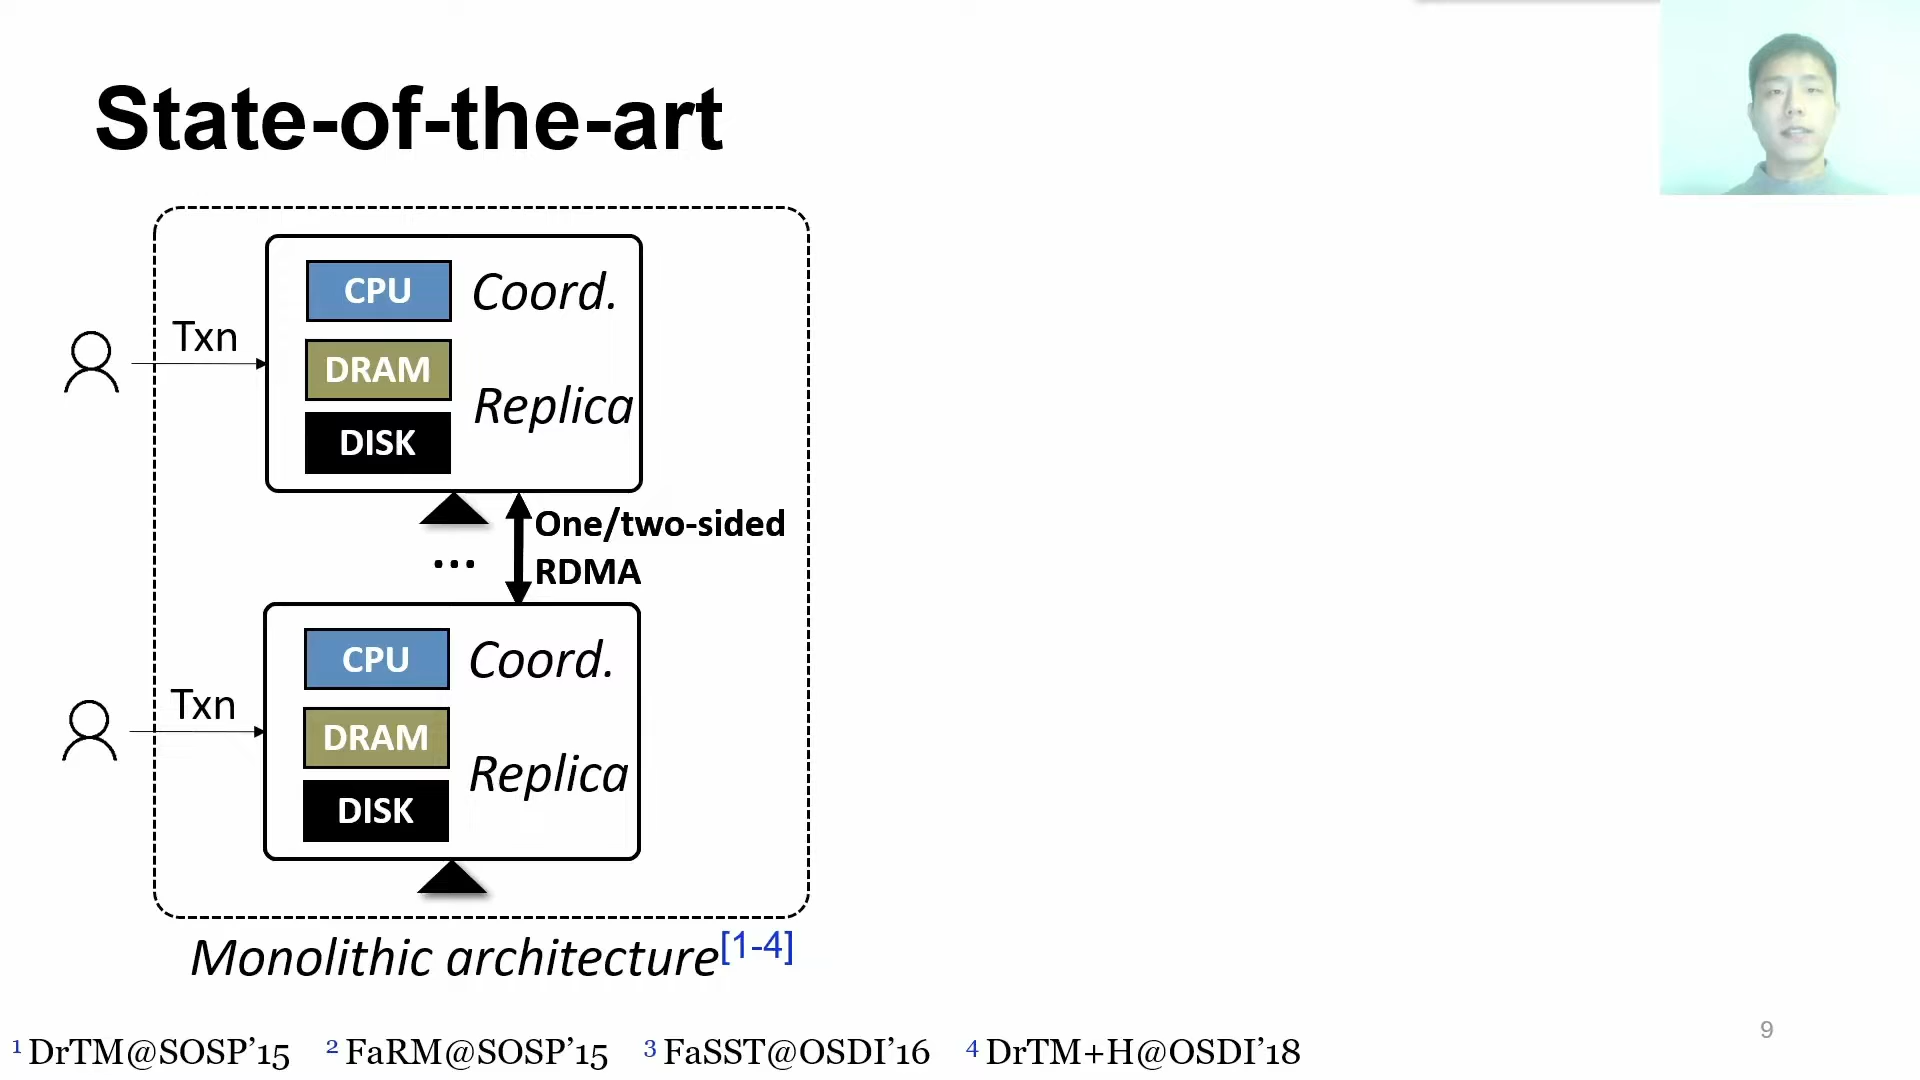 State-of-the-art
CPU
Coord.
Txn
DRAM
Replica
DISK
One/two-sided
...
RDMA
CPU
Coord.
Txn
DRAM
Replica
DISK
Monolithic architecture[1-4]
9
1 DrTM@SOSP’15 2 FaRM@SOSP’15 3 FaSST@OSDI’16 4 DrTM+H@OSDI’18